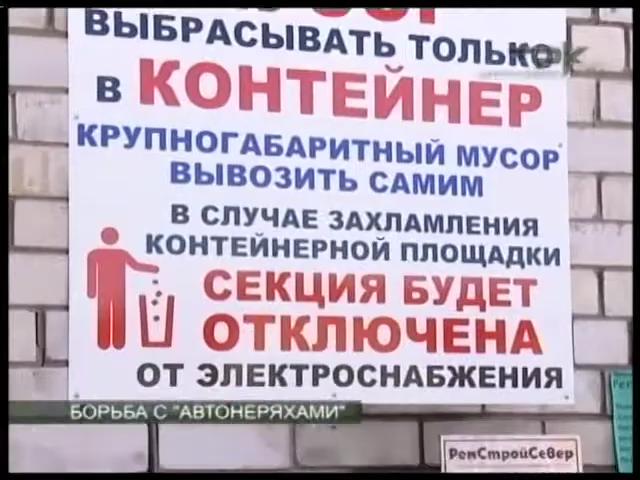 ВЫБРАСЫВАТЬ ТОЛЬКО
В КОНТЕЙНЕР
КРУПНОГАБАРИТНЫЙ МУСОР
ВЫВОЗИТЬ САМИМ
В СЛУЧАЕ ЗАХЛАМЛЕНИЯ
КОНТЕЙНЕРНОЙ ПЛОЩАДКИ
СЕКЦИЯ БУДЕТ
ОТКЛЮЧЕНА
ОТ ЭЛЕКТРОСНАБЖЕНИЯ
БОРЬБА С "АВТОНЕРЯХАМИ"
РемСтройСевер